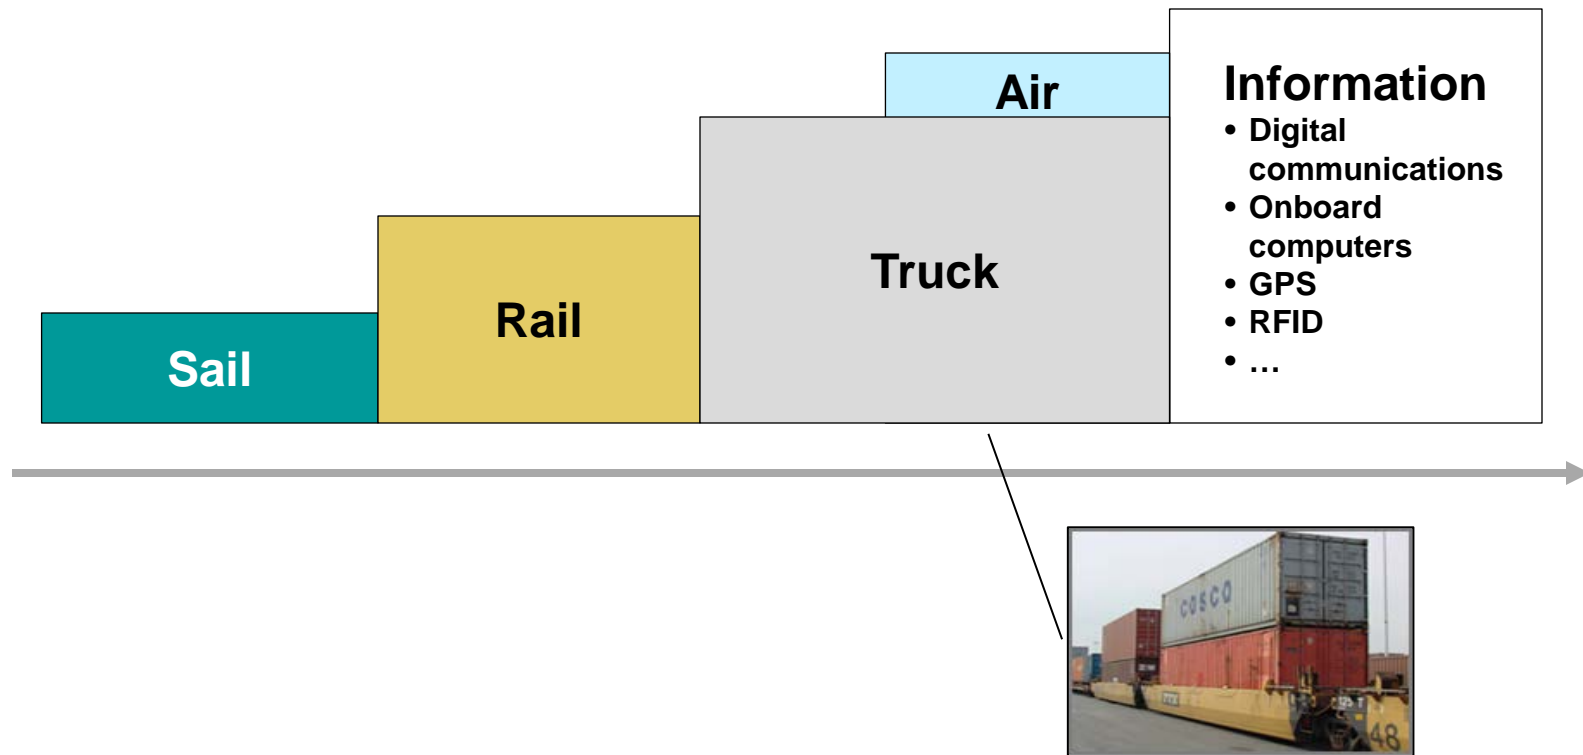 Sail
Rail
Truck
Air
Information
• Digital
communications
• Onboard
computers
• GPS
• RFID
• …
COSCO
48